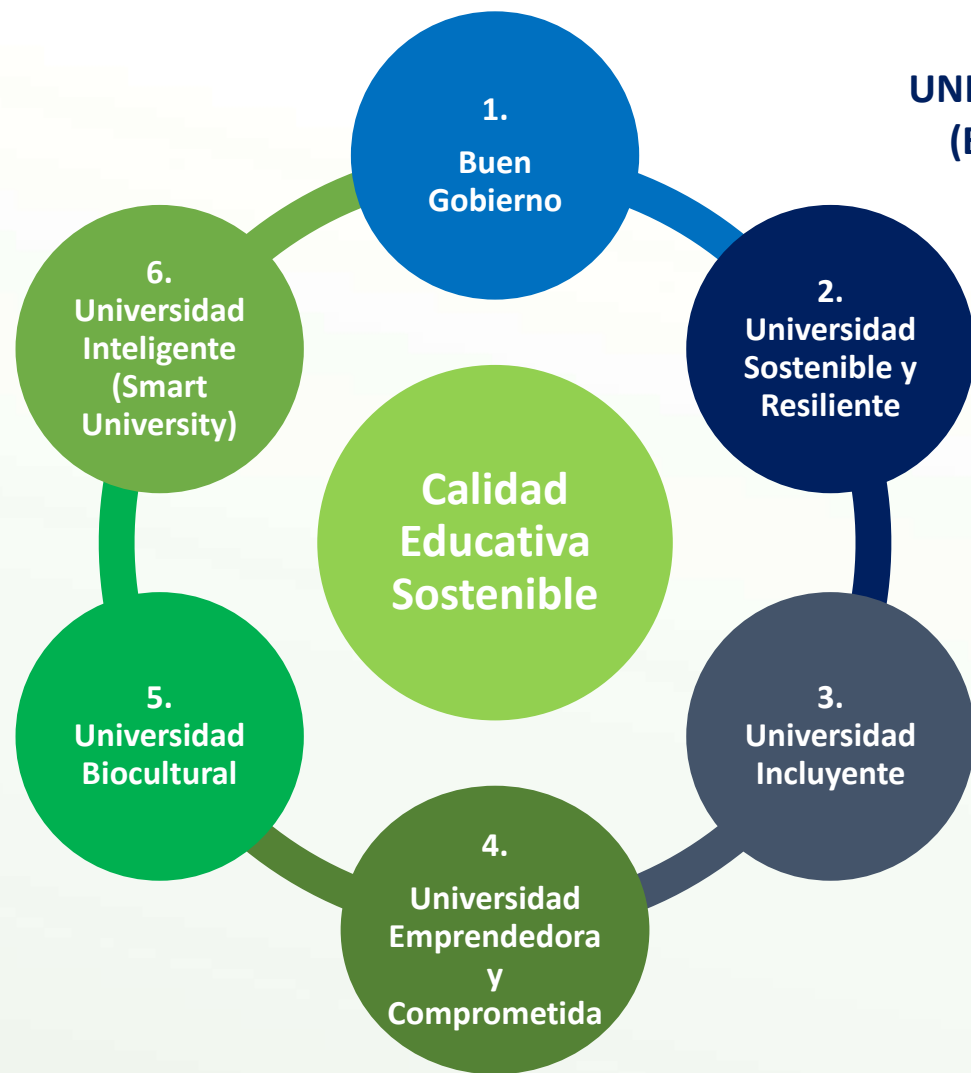 1.
Buen
Gobierno
2.
Universidad
Sostenible y
Resiliente
3.
Universidad
Incluyente
4.
Universidad
Emprendedora
y
Comprometida
5.
Universidad
Biocultural
6.
Universidad
Inteligente
(Smart
University)
Calidad
Educativa
Sostenible